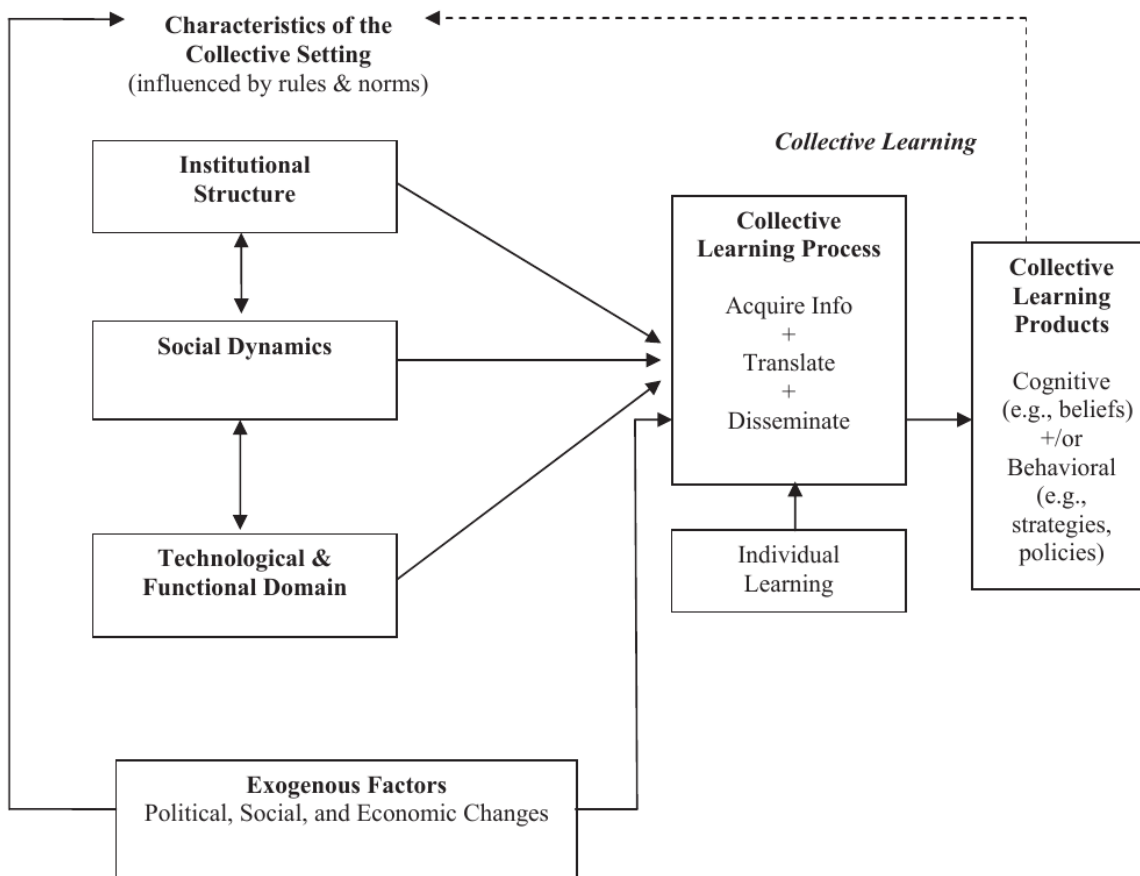 Characteristics of the
Collective Setting
(influenced by rules & norms)
Collective Learning
Institutional
Structure
Social Dynamics
Technological &
Functional Domain
Collective
Learning Process
Acquire Info
+
Translate
+
Disseminate
Individual
Learning
Collective
Learning
Products
Cognitive
(e.g., beliefs)
+/or
Behavioral
(e.g.,
strategies,
policies)
Exogenous Factors
Political, Social, and Economic Changes